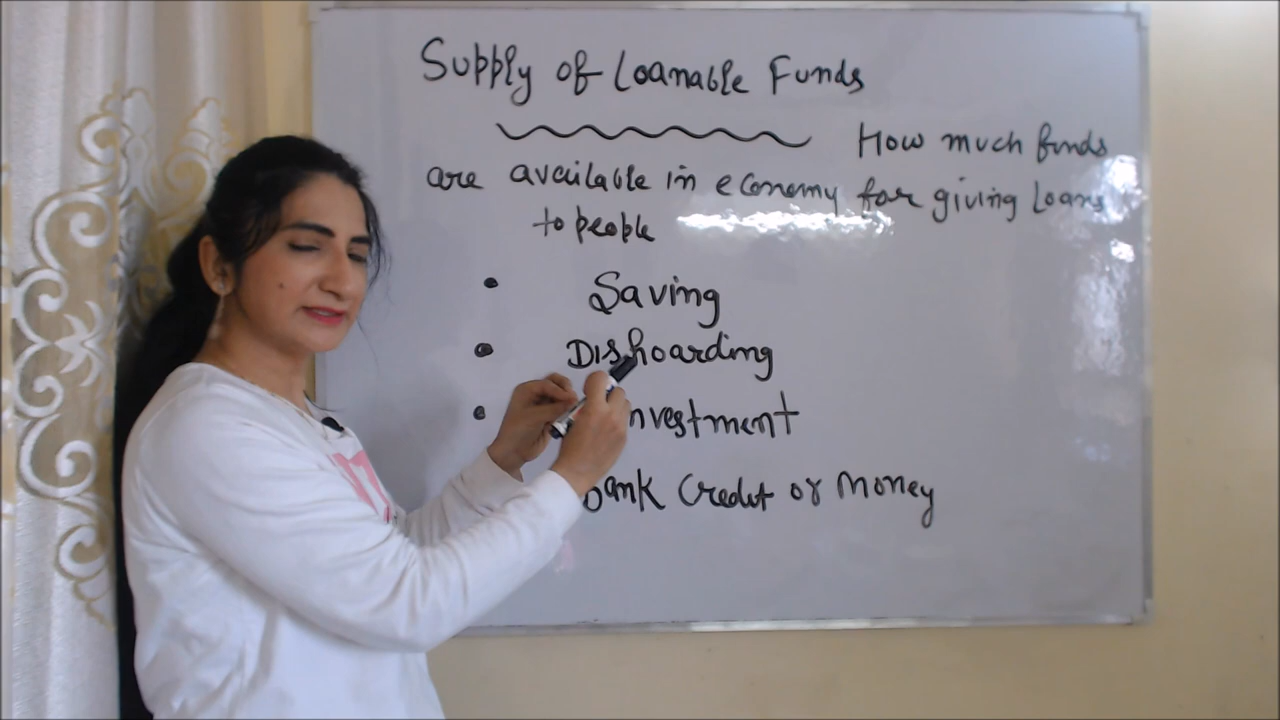 Supply of Loanable Funds
How much funds
are available in economy for giving Loans
to people
• Saving
• Dishoarding
• nvestment
bank Credit or Money